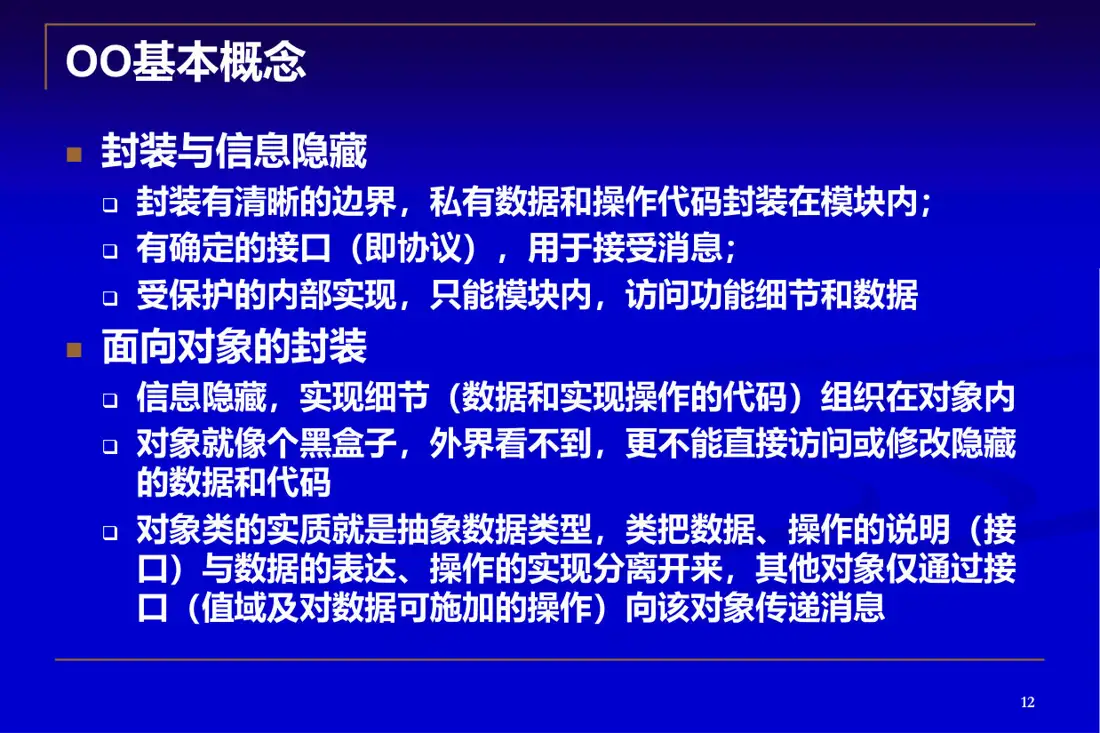 OO基本概念
封装与信息隐藏
封装有清晰的边界，私有数据和操作代码封装在模块内；
有确定的接口（即协议），用于接受消息；
受保护的内部实现，只能模块内，访问功能细节和数据
面向对象的封装
信息隐藏，实现细节（数据和实现操作的代码）组织在对象内
对象就像个黑盒子，外界看不到，更不能直接访问或修改隐藏
的数据和代码
对象类的实质就是抽象数据类型，类把数据、操作的说明（接
口）与数据的表达、操作的实现分离开来，其他对象仅通过接
口（值域及对数据可施加的操作）向该对象传递消息
12